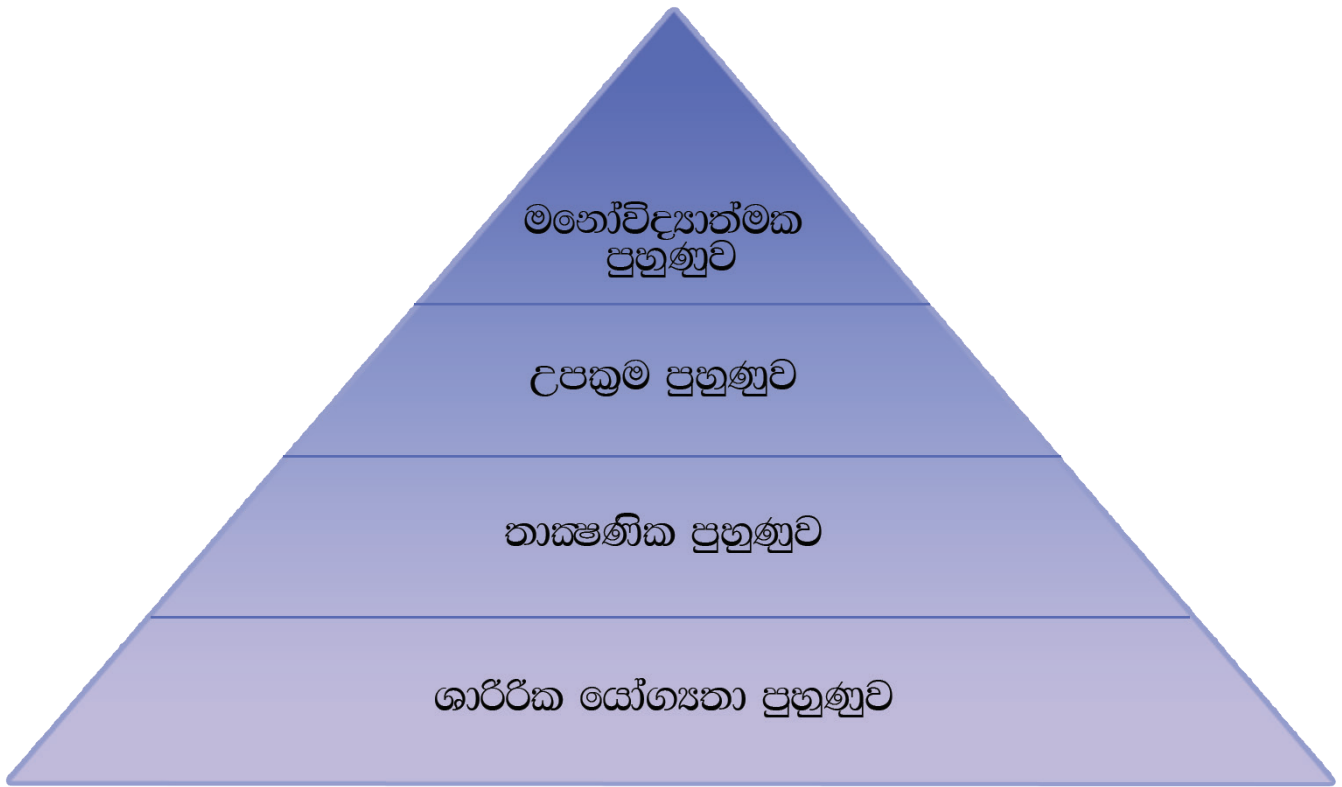 මනෝවිද්‍යාත්මක
පුහුණුව
උපක්‍රම පුහුණුව
තාක්‍ෂණික පුහුණුව
ශාරීරික යෝග්‍යතා පුහුණුව